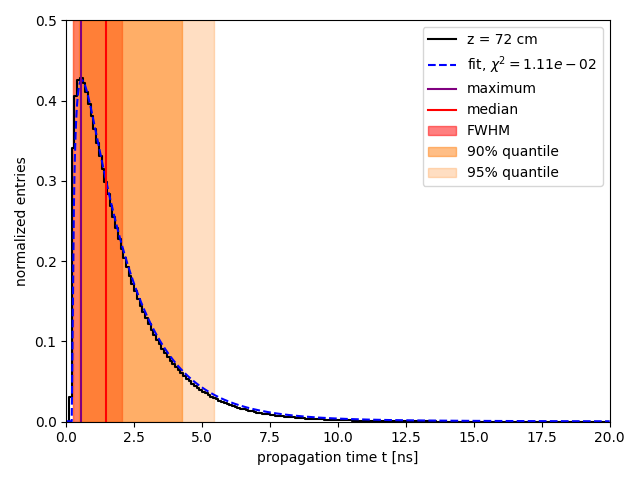 0.5
0.4
0.3
0.2
0.1
0.0
normalized entries
z = 72 cm
fit, χ² = 1.11e − 02
maximum
median
FWHM
90% quantile
95% quantile
0.0 2.5 5.0 7.5 10.0 12.5 15.0 17.5 20.0
propagation time t [ns]